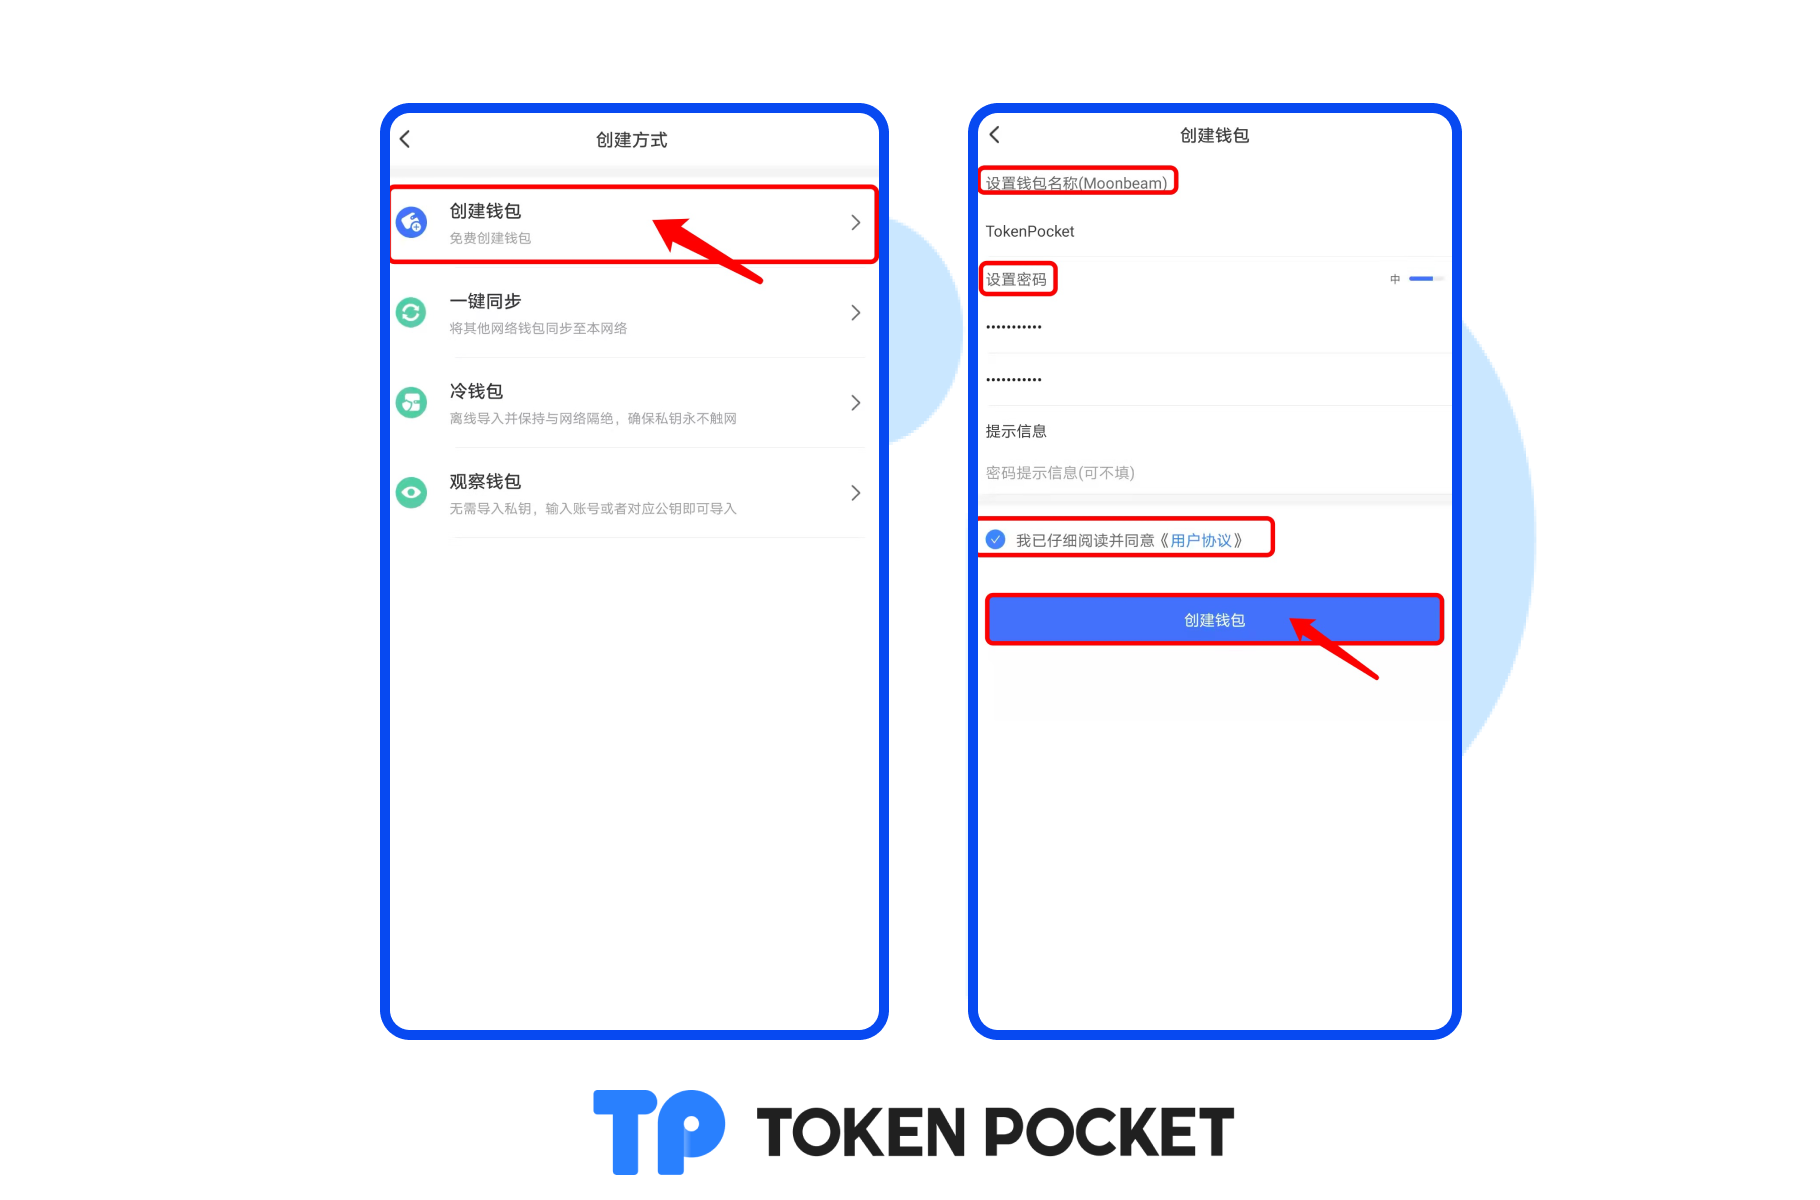 创建方式
创建钱包
免费创建钱包
一键同步
将其他网络钱包同步至本网络
冷钱包
离线导入并保持与网络隔绝，确保私钥永不触网
观察钱包
无需导入私钥，输入账号或者对应公钥即可导入
创建钱包
设置钱包名称(Moonbeam)
TokenPocket
设置密码
中
•••••••••••
•••••••••••
提示信息
密码提示信息(可不填)
我已仔细阅读并同意《用户协议》
创建钱包
TP TOKEN POCKET